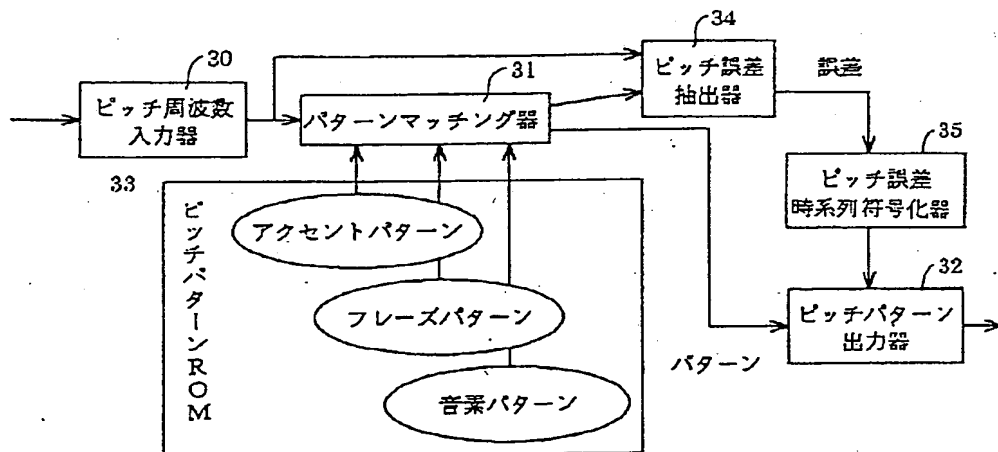 30
ピッチ周波数
入力器
31
パターンマッチング器
34
ピッチ誤差
抽出器
誤差
35
ピッチ誤差
時系列符号化器
32
ピッチパターン
出力器
パターン
33
ピッチパターンROM
アクセントパターン
フレーズパターン
音素パターン